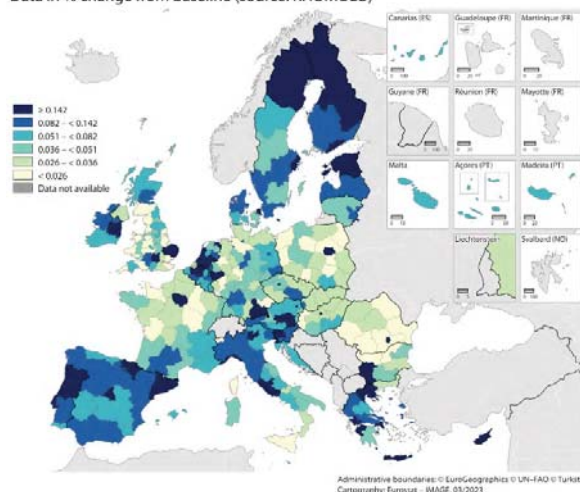 Canarias (ES)
Guadeloupe (FR)
Martinique (FR)
> 0.142
0.082 – < 0.142
0.051 – < 0.082
0.036 – < 0.051
0.026 – < 0.036
< 0.026
Data not available
Guyane (FR)
Réunion (FR)
Mayotte (FR)
Malta
Açores (PT)
Madeira (PT)
Liechtenstein
Svalbard (NO)
Administrative boundaries: © EuroGeographics © UN–FAO © Turkst
Cartography: Eurostat – IMAGE, 03/2023